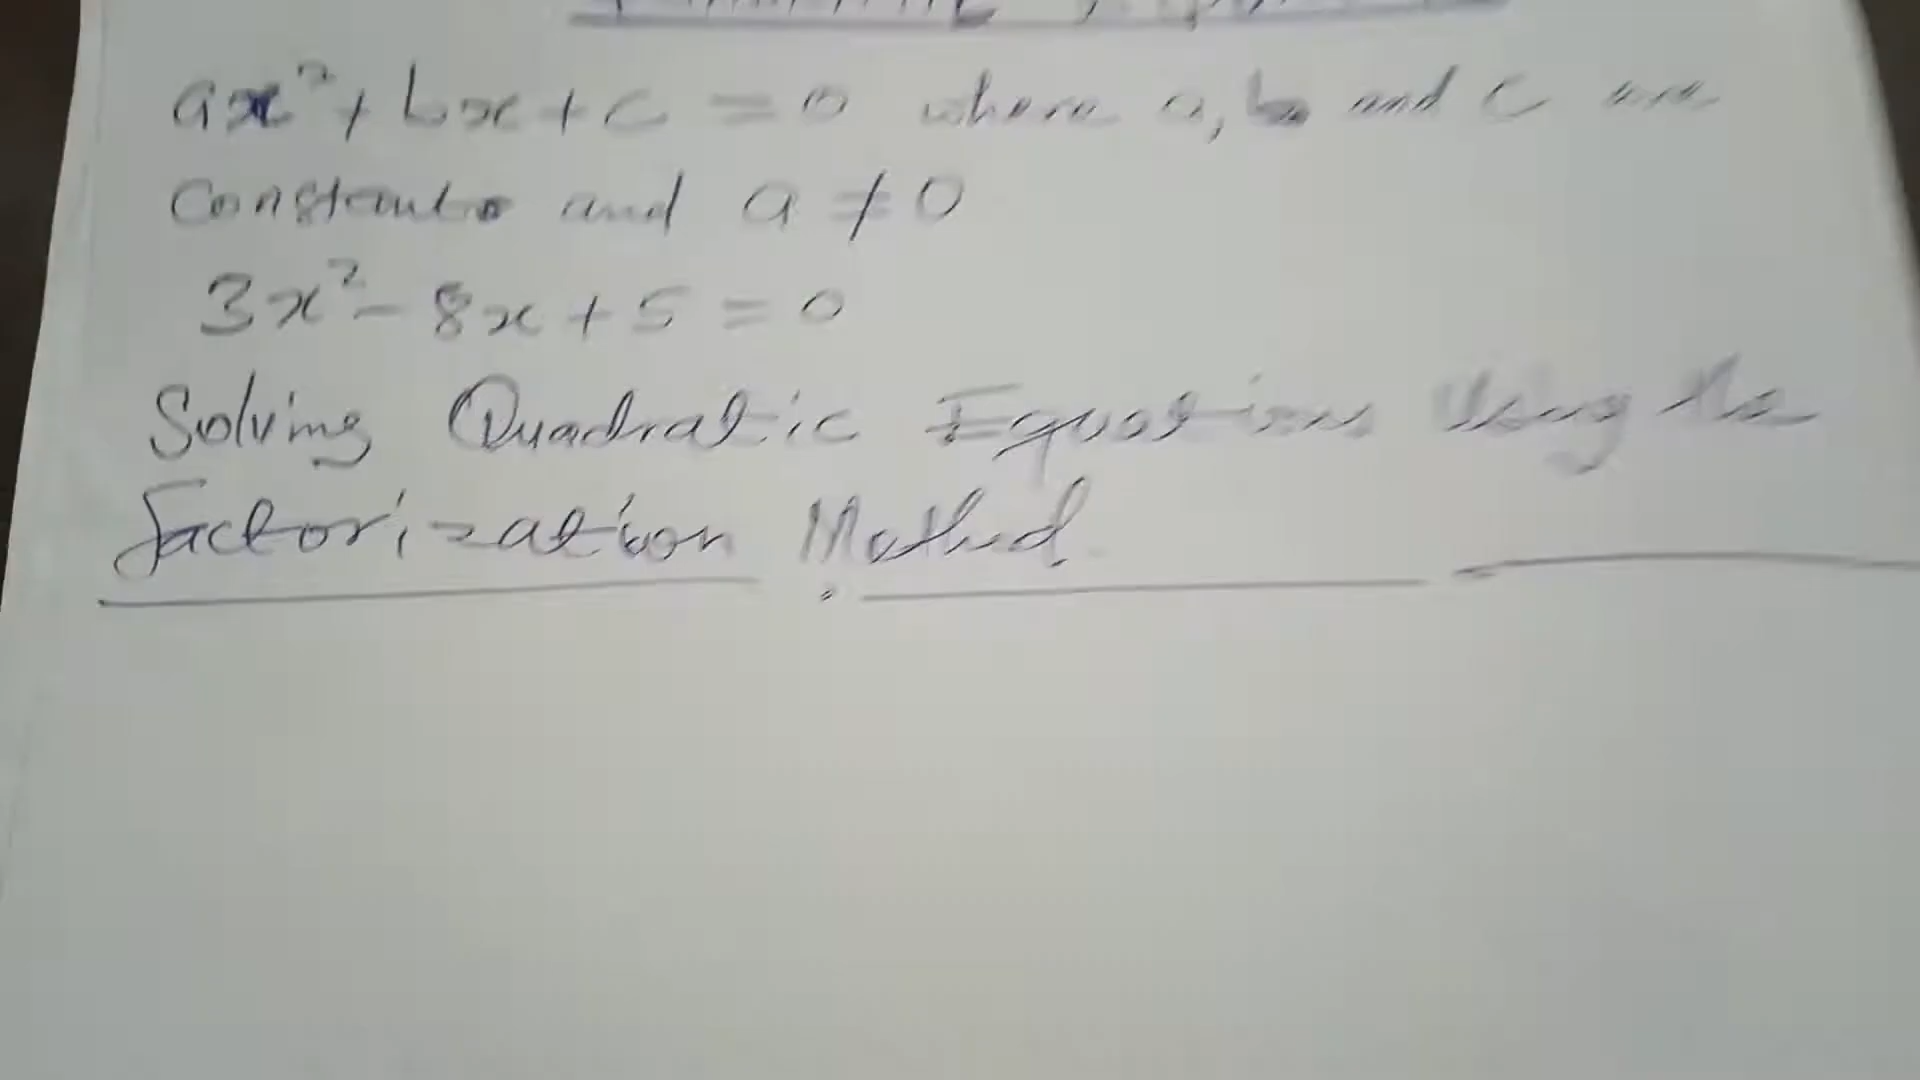 ax² + bx + c = 0 where a, b and c are
constants and a ≠ 0
3x² - 8x + 5 = 0
Solving Quadratic Equations Using the
Factorization Method